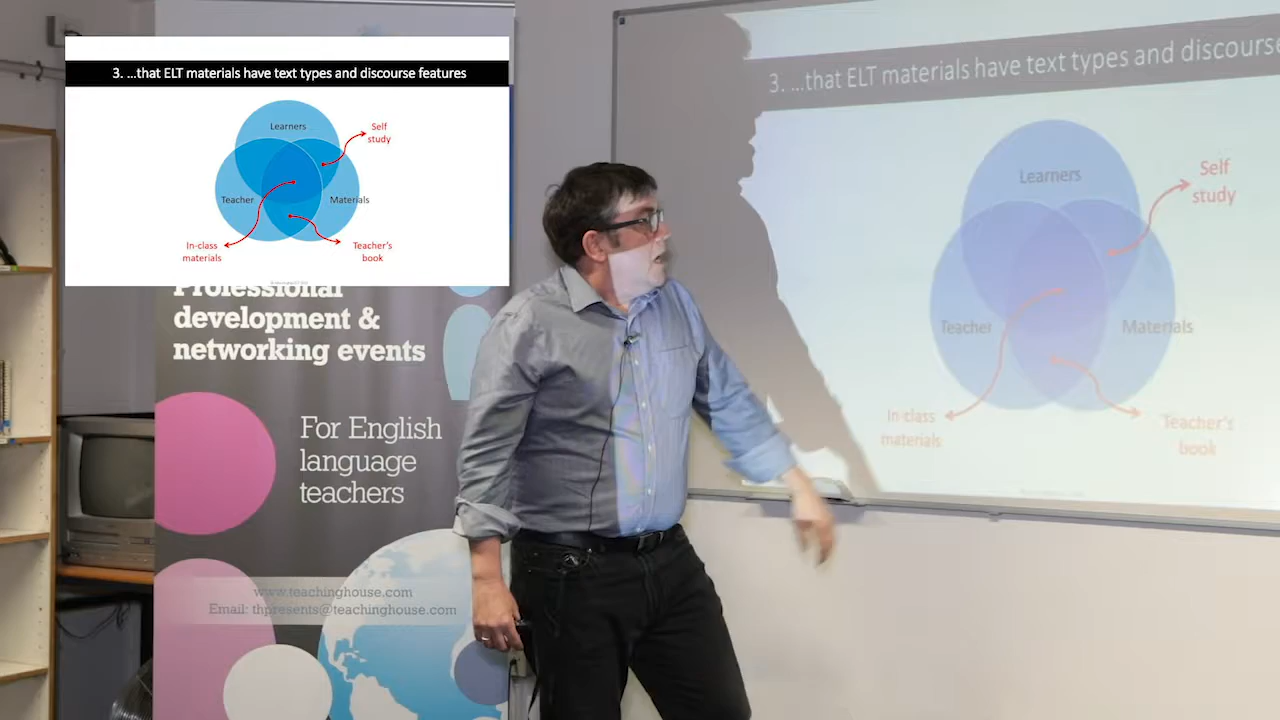 3. ...that ELT materials have text types and discourse features
Learners
Self
study
Teacher
Materials
In-class
materials
Teacher's
book
Professional
development &
networking events
For English
language
teachers
www.teachinghouse.com
Email: thpresents@teachinghouse.com
3. ...that ELT materials have text types and discourse
Learners
Self
study
Teacher
Materials
In-class
materials
Teacher's
book